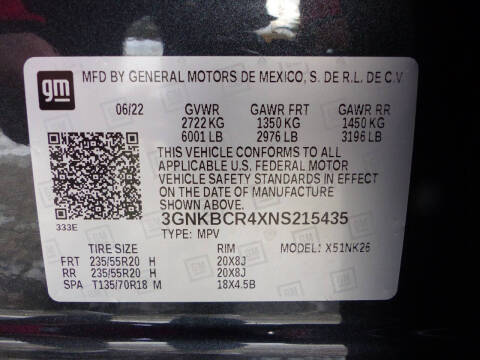 gm
MFD BY GENERAL MOTORS DE MEXICO, S. DE R.L. DE C.V.
06/22 GVWR GAWR FRT GAWR RR
2722 KG 1350 KG 1450 KG
6001 LB 2976 LB 3196 LB
THIS VEHICLE CONFORMS TO ALL
APPLICABLE U.S. FEDERAL MOTOR
VEHICLE SAFETY STANDARDS IN EFFECT
ON THE DATE OF MANUFACTURE
SHOWN ABOVE.
333E
3GNKBCR4XNS215435
TYPE: MPV MODEL: X51NK26
TIRE SIZE RIM
FRT 235/55R20 H 20X8J
RR 235/55R20 H 20X8J
SPA T135/70R18 M 18X4.5B